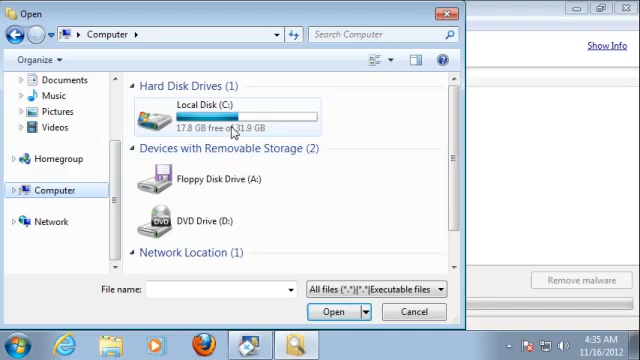 Open
Computer
Search Computer
Show Info
Organize
Documents
Music
Pictures
Videos
Homegroup
Computer
Network
Hard Disk Drives (1)
Local Disk (C:)
17.8 GB free of 31.9 GB
Devices with Removable Storage (2)
Floppy Disk Drive (A:)
DVD
DVD Drive (D:)
Network Location (1)
Remove malware
File name:
All files (*.*)|*.*|Executable files
Open
Cancel
4:35 AM
11/16/2012